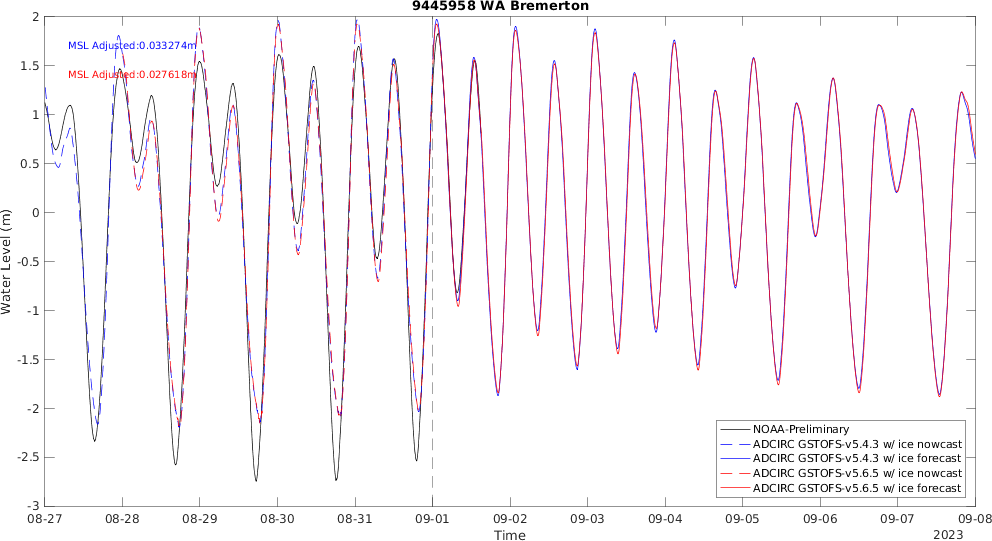 9445958 WA Bremerton
MSL Adjusted:0.033274m
MSL Adjusted:0.027618m
Water Level (m)
2
1.5
1
0.5
0
-0.5
-1
-1.5
-2
-2.5
-3
NOAA-Preliminary
ADCIRC GSTOFS-v5.4.3 w/ ice nowcast
ADCIRC GSTOFS-v5.4.3 w/ ice forecast
ADCIRC GSTOFS-v5.6.5 w/ ice nowcast
ADCIRC GSTOFS-v5.6.5 w/ ice forecast
08-27 08-28 08-29 08-30 08-31 09-01 09-02 09-03 09-04 09-05 09-06 09-07 09-08
Time
2023